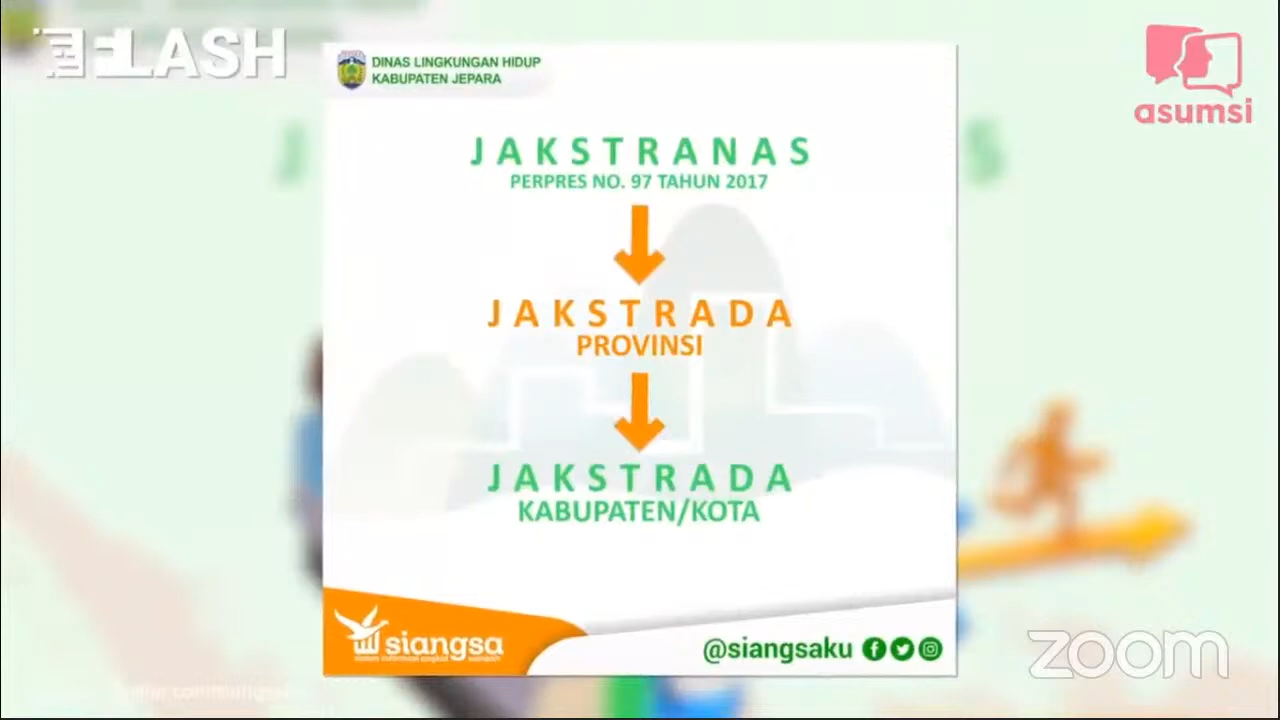 FLASH
asumsi
DINAS LINGKUNGAN HIDUP
KABUPATEN JEPARA
JAKSTRANAS
PERPRES NO. 97 TAHUN 2017
JAKSTRADA
PROVINSI
JAKSTRADA
KABUPATEN/KOTA
siangsa
@siangsaku
zoom